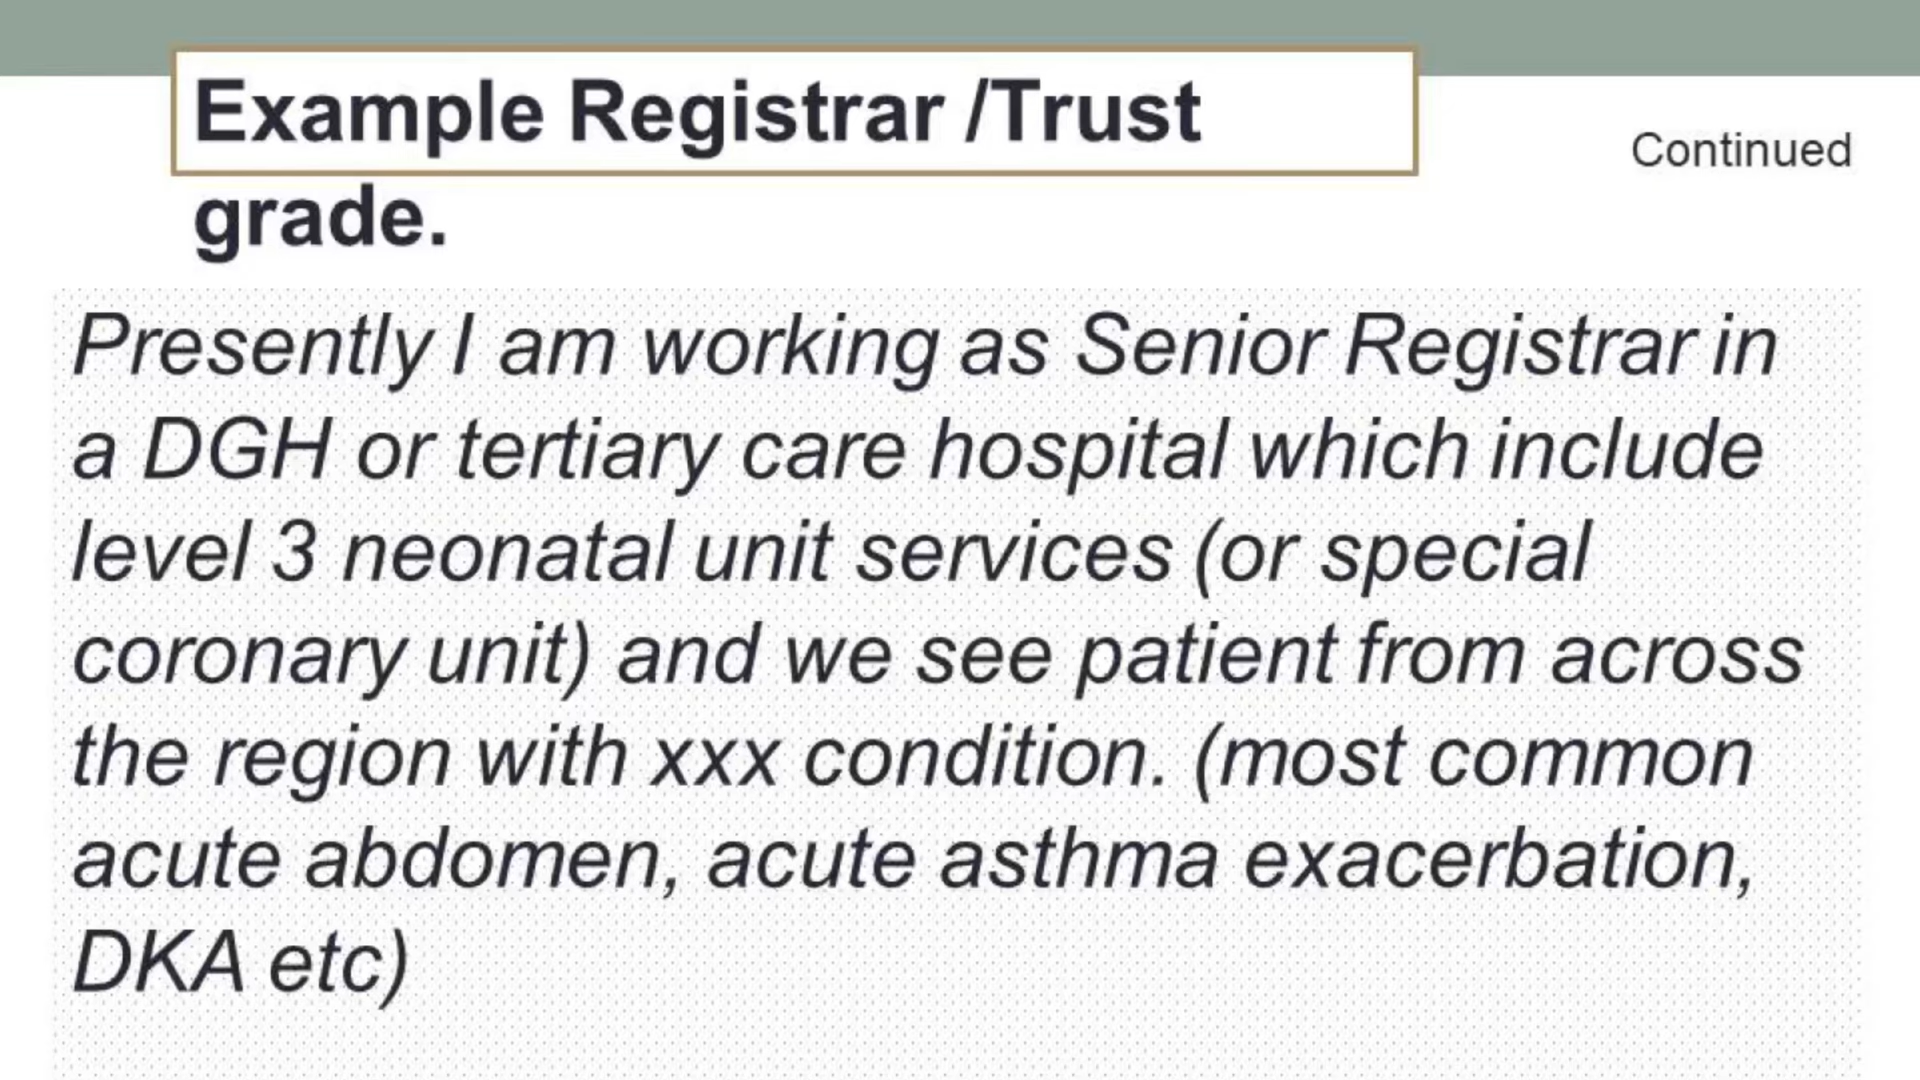 Example Registrar /Trust
grade.
Continued
Presently I am working as Senior Registrar in
a DGH or tertiary care hospital which include
level 3 neonatal unit services (or special
coronary unit) and we see patient from across
the region with xxx condition. (most common
acute abdomen, acute asthma exacerbation,
DKA etc)